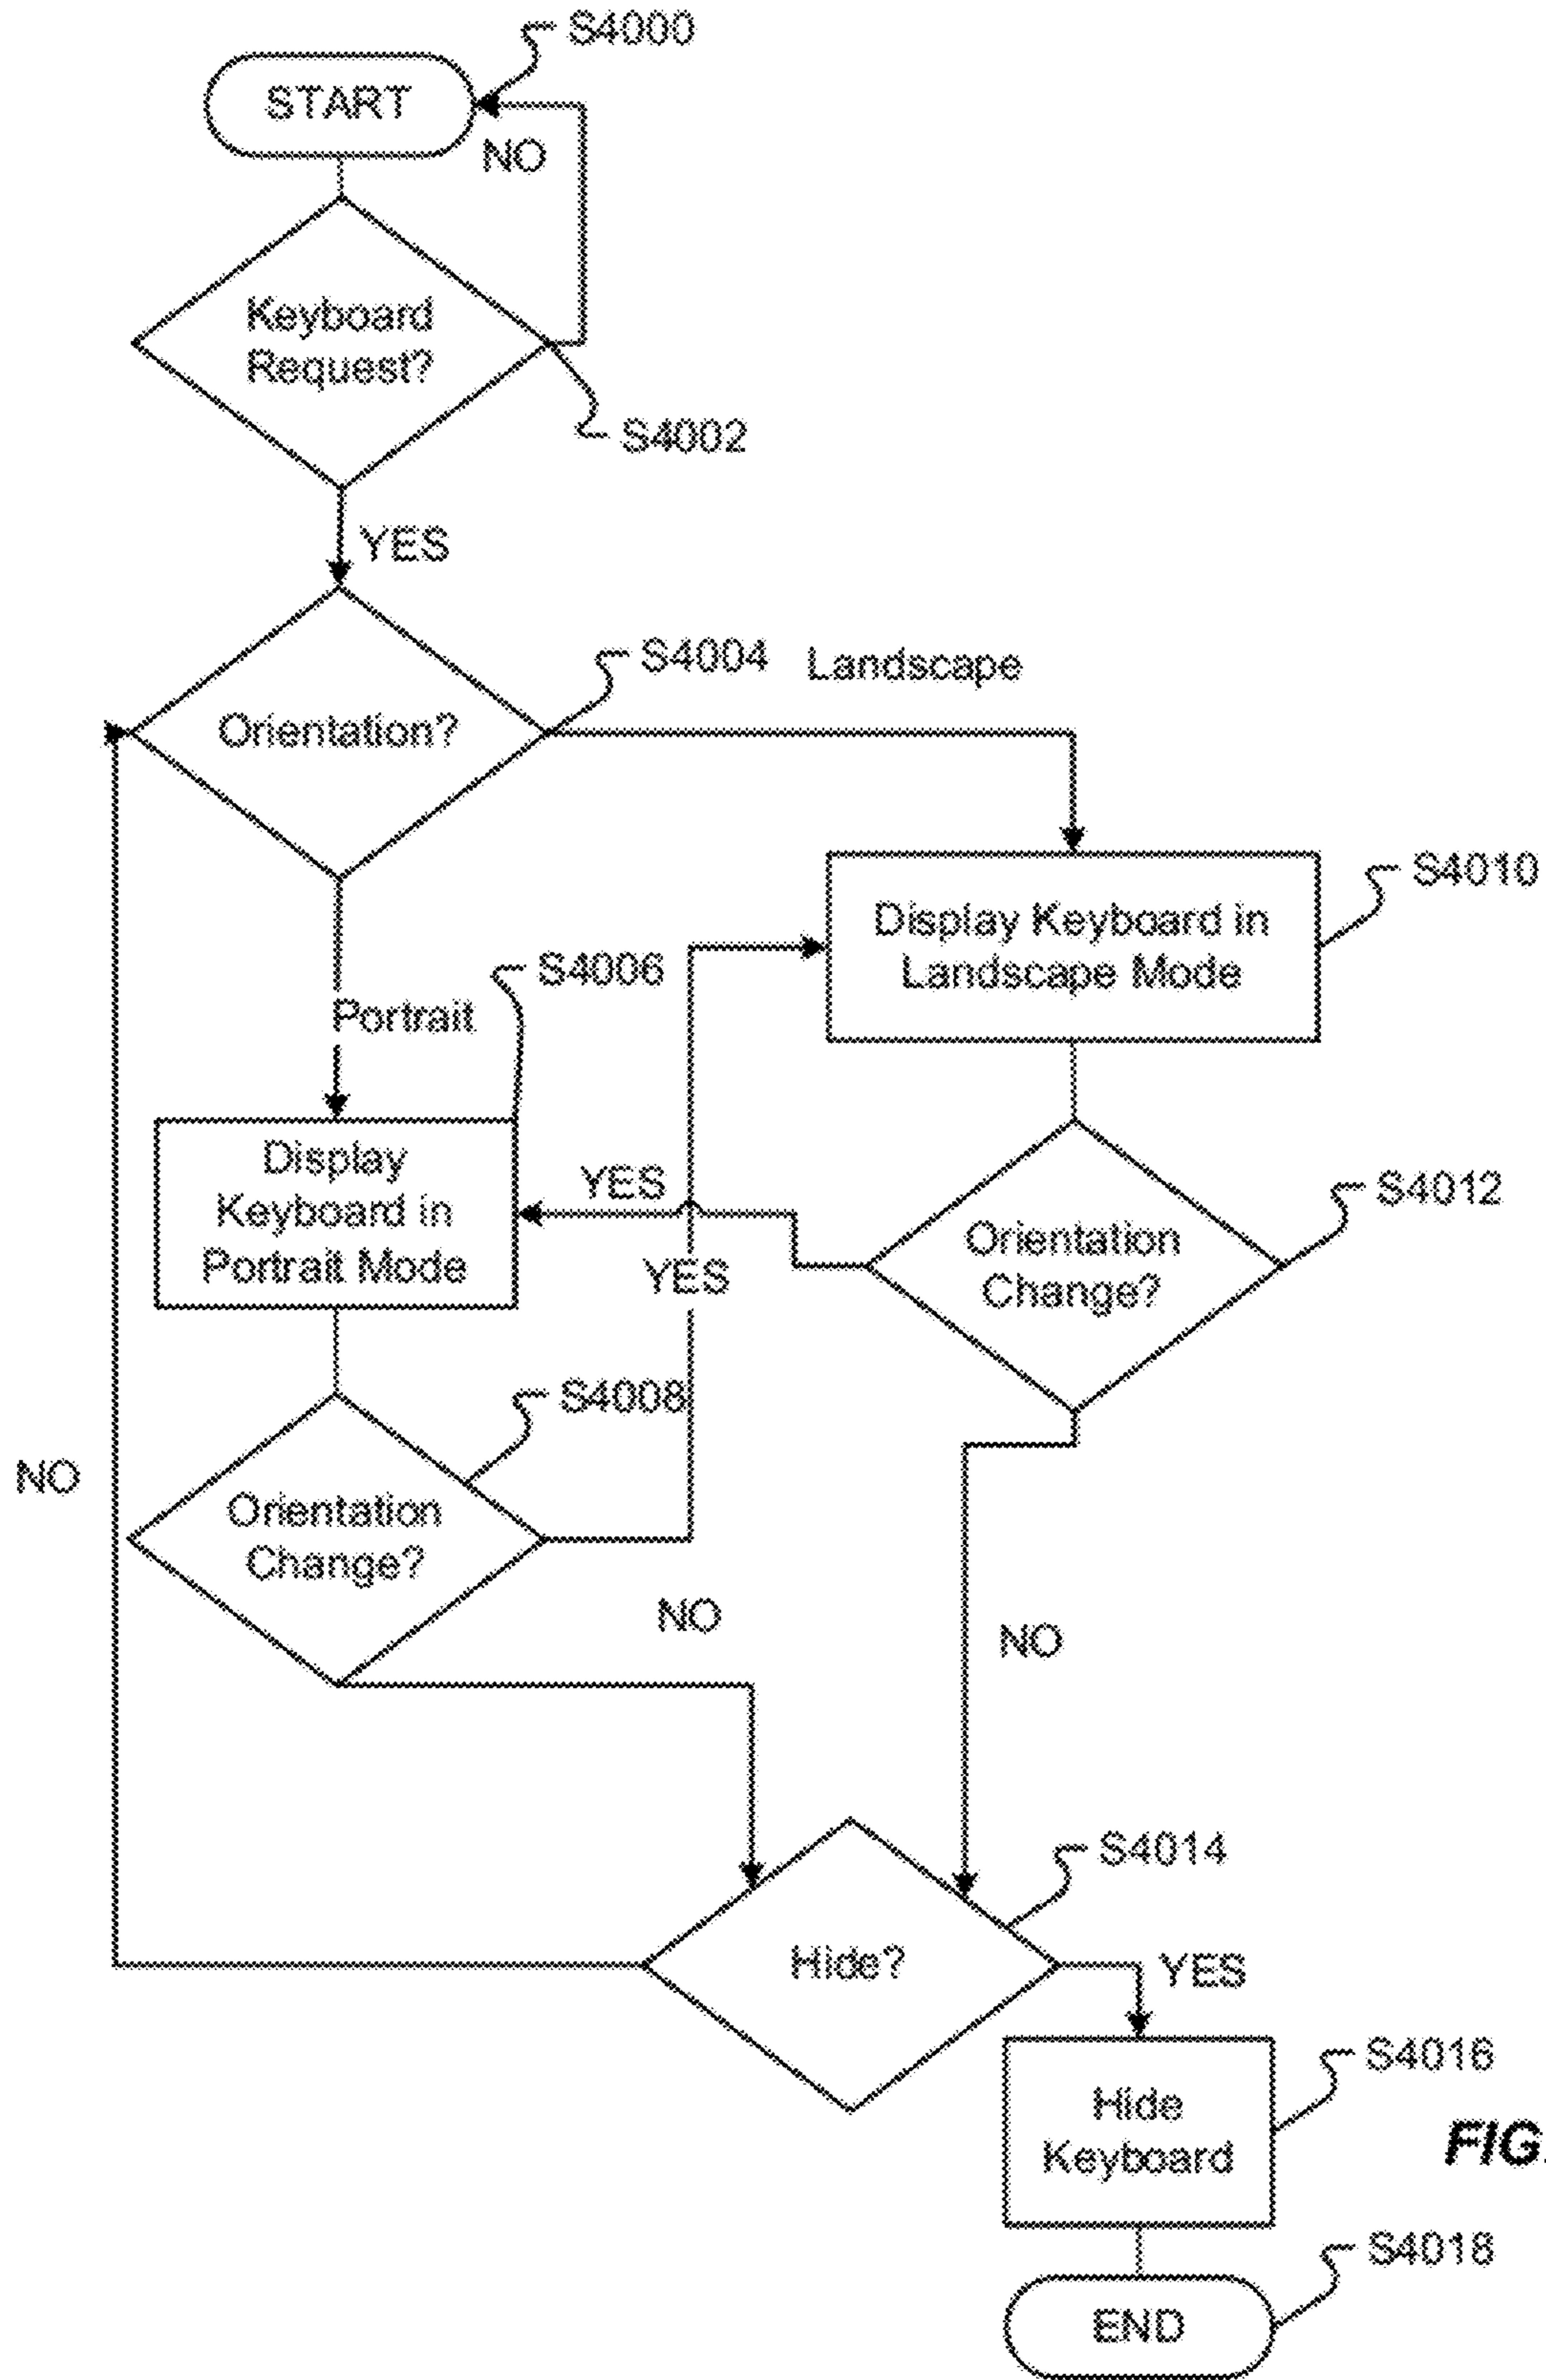 S4000
START
NO
Keyboard
Request?
S4002
YES
S4004
Landscape
Orientation?
S4010
Display Keyboard in
Landscape Mode
S4006
Portrait
Display
Keyboard in
Portrait Mode
YES
YES
S4012
Orientation
Change?
S4008
NO
Orientation
Change?
NO
NO
S4014
Hide?
YES
S4016
Hide
Keyboard
FIG.
S4018
END